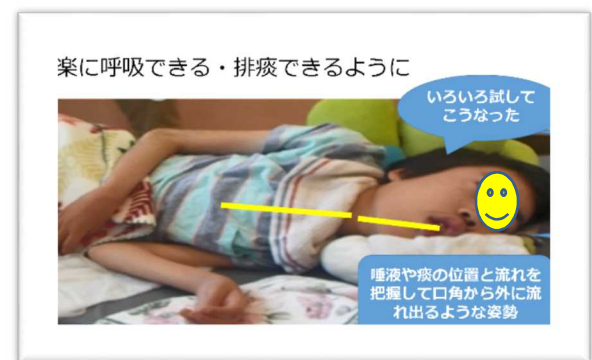 楽に呼吸できる・排痰できるように
いろいろ試して
こうなった
唾液や痰の位置と流れを
把握して口角から外に流
れ出るような姿勢